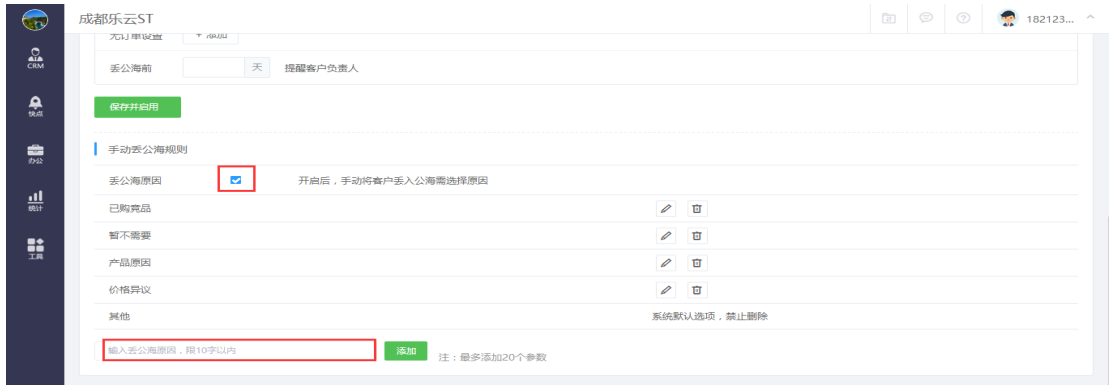 成都乐云ST
182123...
无订单设置 + 添加
CRM
丢公海前 天 提醒客户负责人
快点
保存并启用
办公
手动丢公海规则
丢公海原因 开启后，手动将客户丢入公海需选择原因
统计
已购竞品
暂不需要
工具
产品原因
价格异议
其他 系统默认选项，禁止删除
输入丢公海原因，限10字以内 添加 注：最多添加20个参数